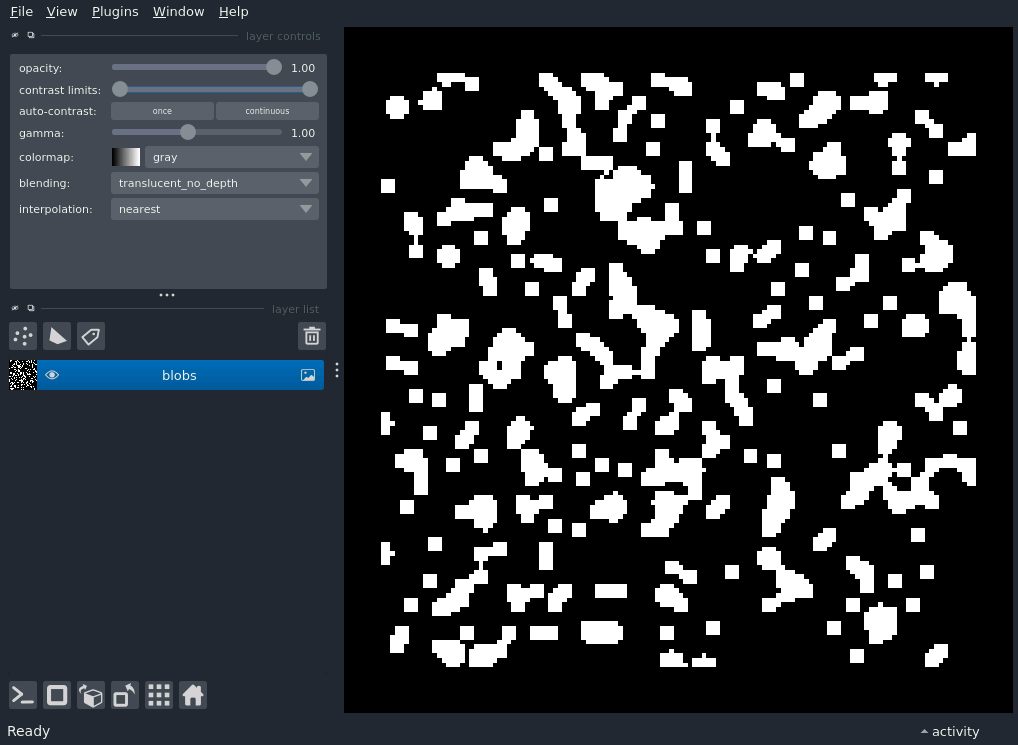 File View Plugins Window Help
layer controls
opacity: 1.00
contrast limits:
auto-contrast: once continuous
gamma: 1.00
colormap: gray
blending: translucent_no_depth
interpolation: nearest
layer list
blobs
Ready
activity